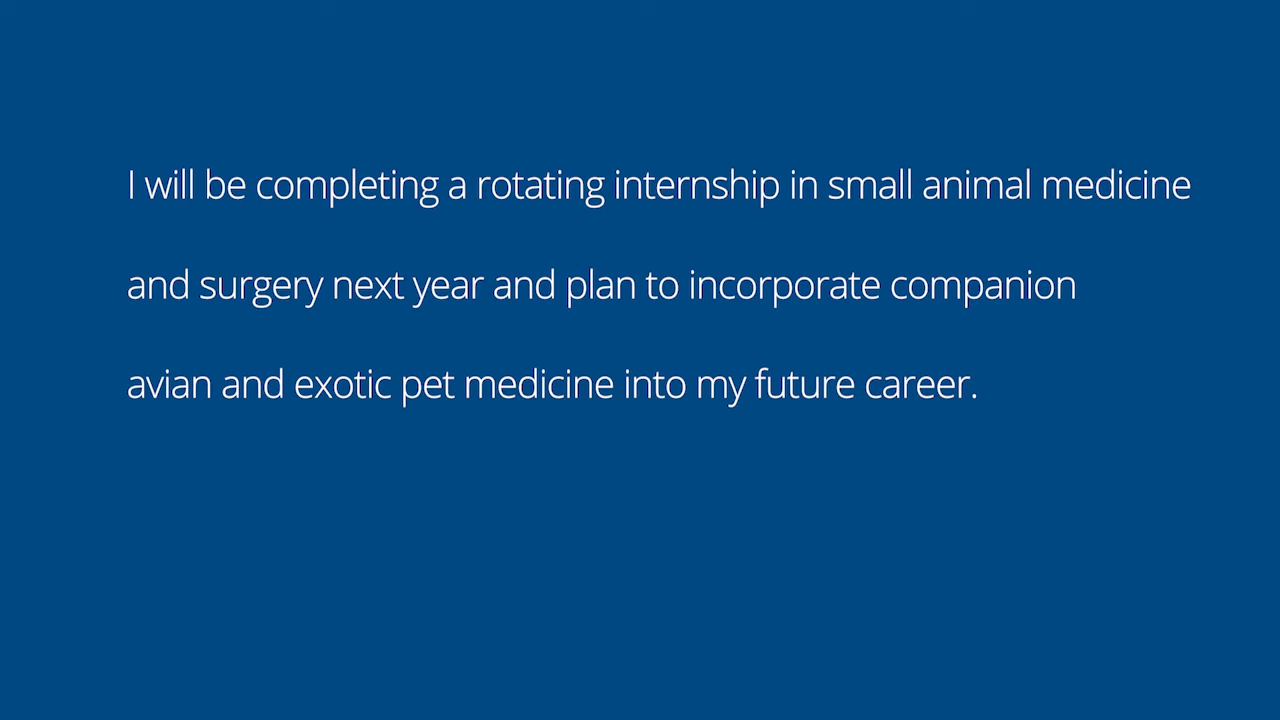 I will be completing a rotating internship in small animal medicine
and surgery next year and plan to incorporate companion
avian and exotic pet medicine into my future career.